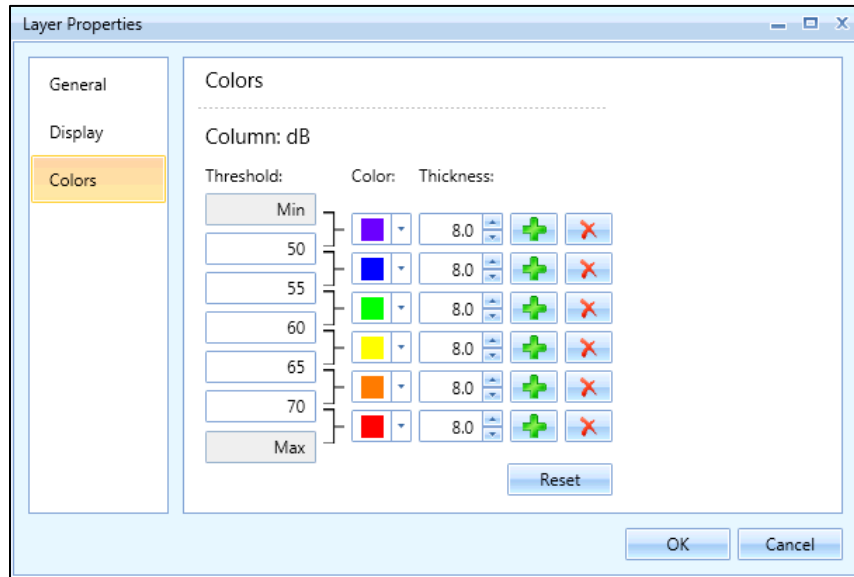 Layer Properties
General
Display
Colors
Colors
Column: dB
Threshold: Color: Thickness:
Min
8.0
50
8.0
55
8.0
60
8.0
65
8.0
70
8.0
Max
Reset
OK Cancel